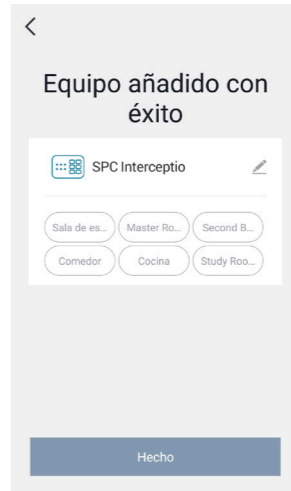 Equipo añadido con
éxito
SPC Interceptio
Sala de es... Master Ro... Second B...
Comedor Cocina Study Roo...
Hecho